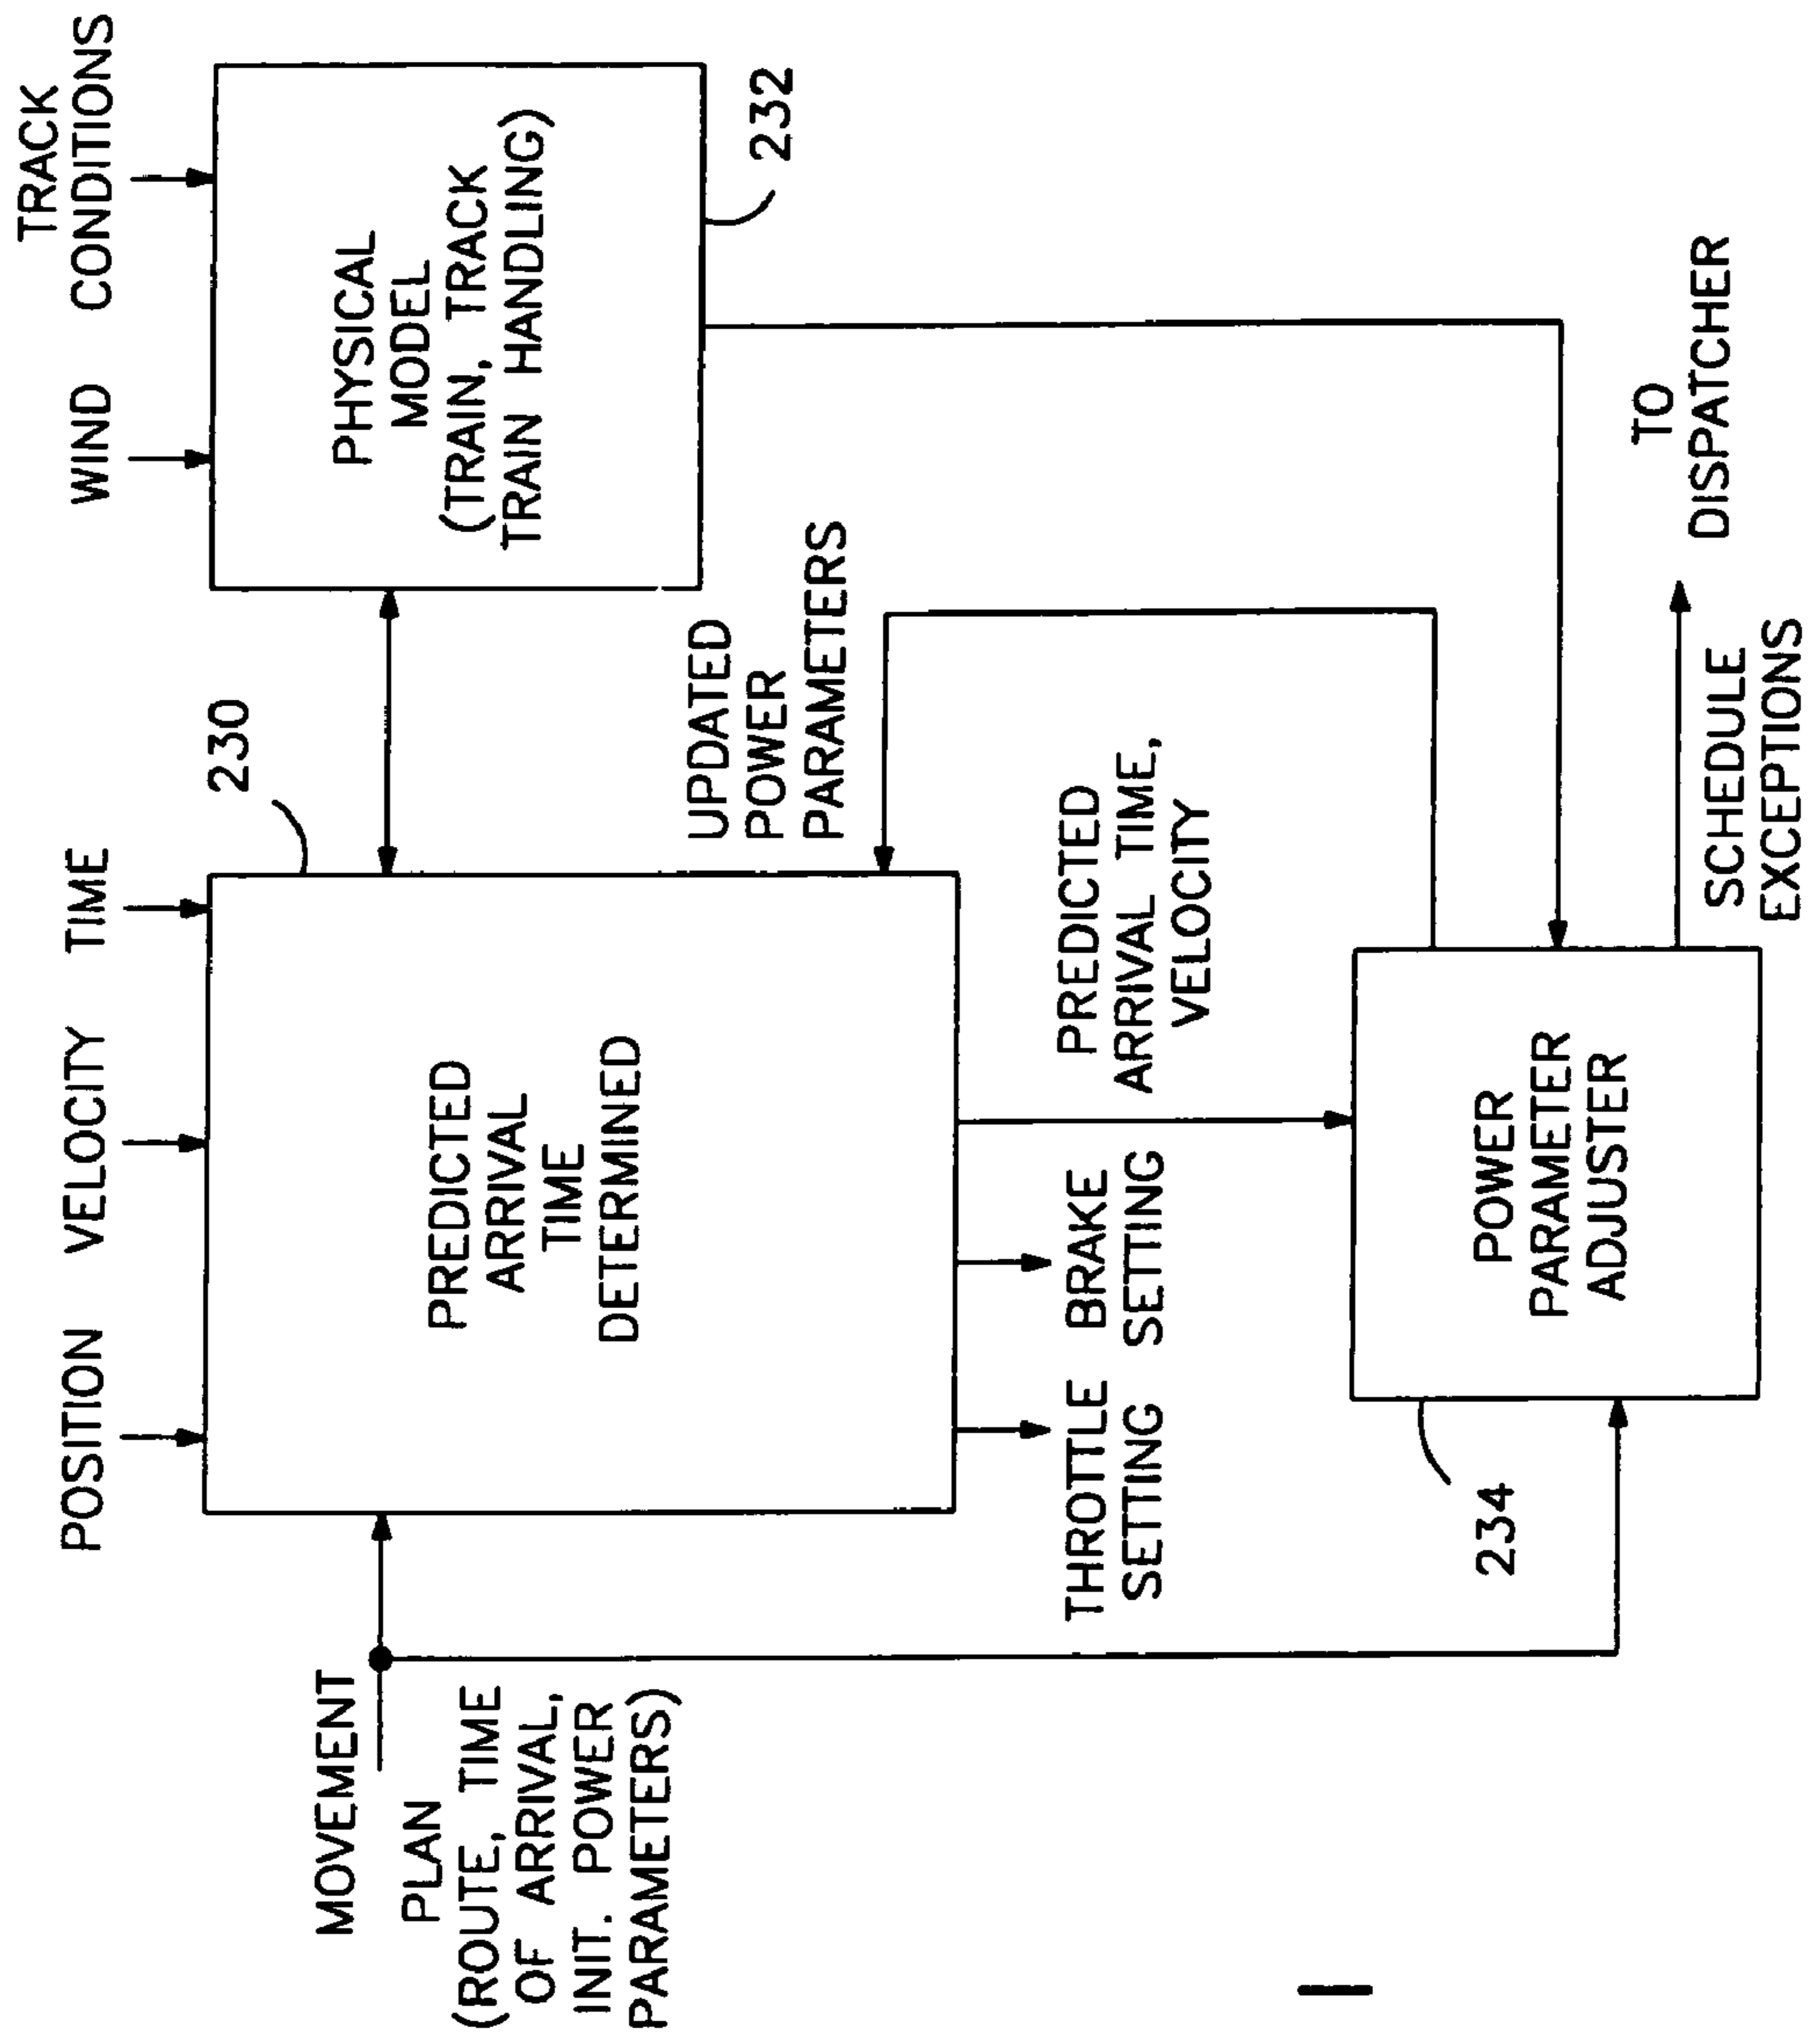 POSITION
VELOCITY
TIME
WIND
TRACK
CONDITIONS
230
MOVEMENT
PLAN
(ROUTE, TIME
OF ARRIVAL,
INIT. POWER
PARAMETERS)
PREDICTED
ARRIVAL
TIME
DETERMINED
PHYSICAL
MODEL
(TRAIN, TRACK
TRAIN HANDLING)
232
UPDATED
POWER
PARAMETERS
THROTTLE
SETTING
BRAKE
SETTING
PREDICTED
ARRIVAL TIME,
VELOCITY
234
POWER
PARAMETER
ADJUSTER
TO
DISPATCHER
SCHEDULE
EXCEPTIONS